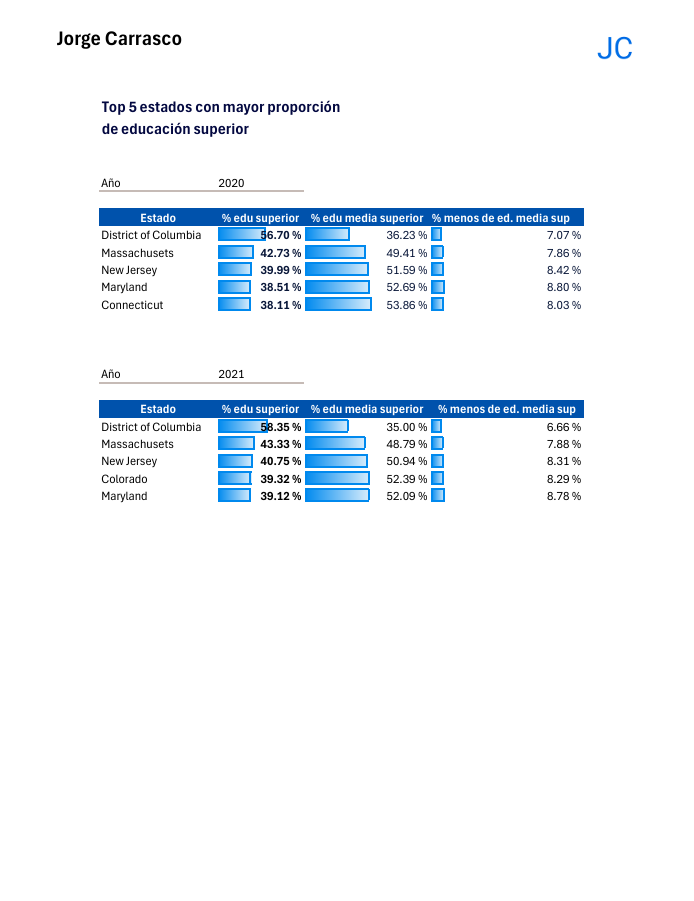 Jorge Carrasco
JC
Top 5 estados con mayor proporción
de educación superior
Año 2020
Estado % edu superior % edu media superior % menos de ed. media sup
District of Columbia 56.70 % 36.23 % 7.07 %
Massachusets 42.73 % 49.41 % 7.86 %
New Jersey 39.99 % 51.59 % 8.42 %
Maryland 38.51 % 52.69 % 8.80 %
Connecticut 38.11 % 53.86 % 8.03 %
Año 2021
Estado % edu superior % edu media superior % menos de ed. media sup
District of Columbia 58.35 % 35.00 % 6.66 %
Massachusets 43.33 % 48.79 % 7.88 %
New Jersey 40.75 % 50.94 % 8.31 %
Colorado 39.32 % 52.39 % 8.29 %
Maryland 39.12 % 52.09 % 8.78 %